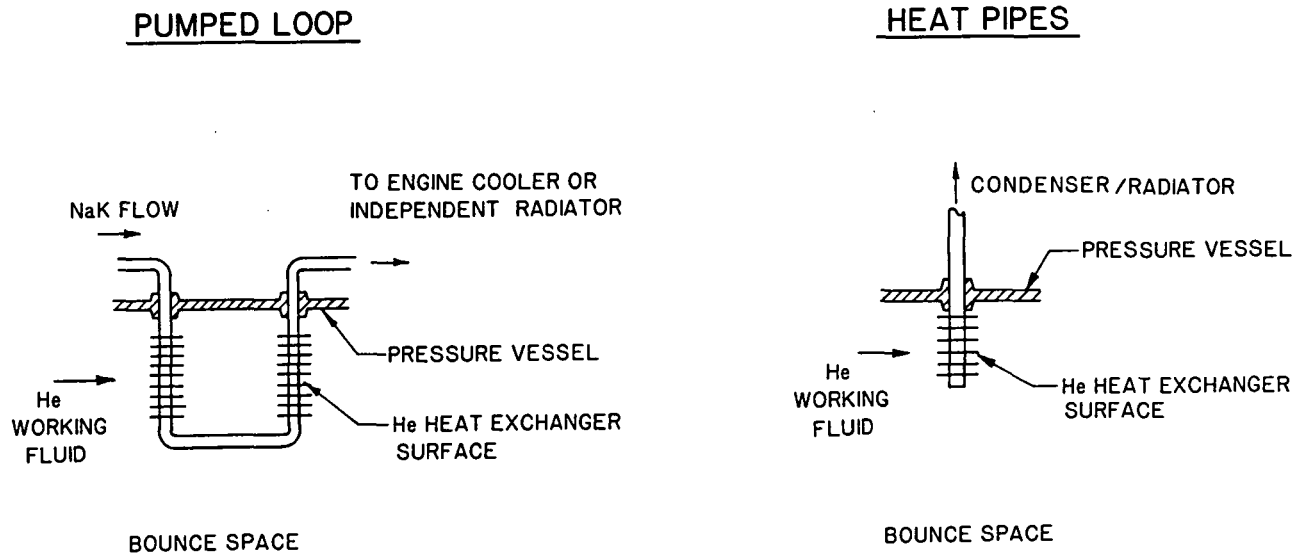 PUMPED LOOP
NaK FLOW
TO ENGINE COOLER OR
INDEPENDENT RADIATOR
PRESSURE VESSEL
He
WORKING
FLUID
He HEAT EXCHANGER
SURFACE
BOUNCE SPACE
HEAT PIPES
CONDENSER/RADIATOR
PRESSURE VESSEL
He
WORKING
FLUID
He HEAT EXCHANGER
SURFACE
BOUNCE SPACE